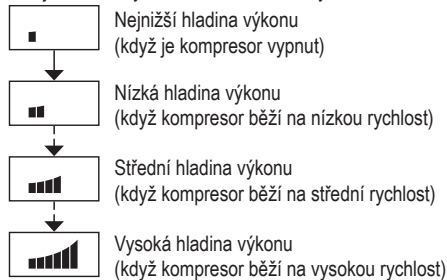 Nejnižší hladina výkonu
(když je kompresor vypnut)
Nízká hladina výkonu
(když kompresor běží na nízkou rychlost)
Střední hladina výkonu
(když kompresor běží na střední rychlost)
Vysoká hladina výkonu
(když kompresor běží na vysokou rychlost)